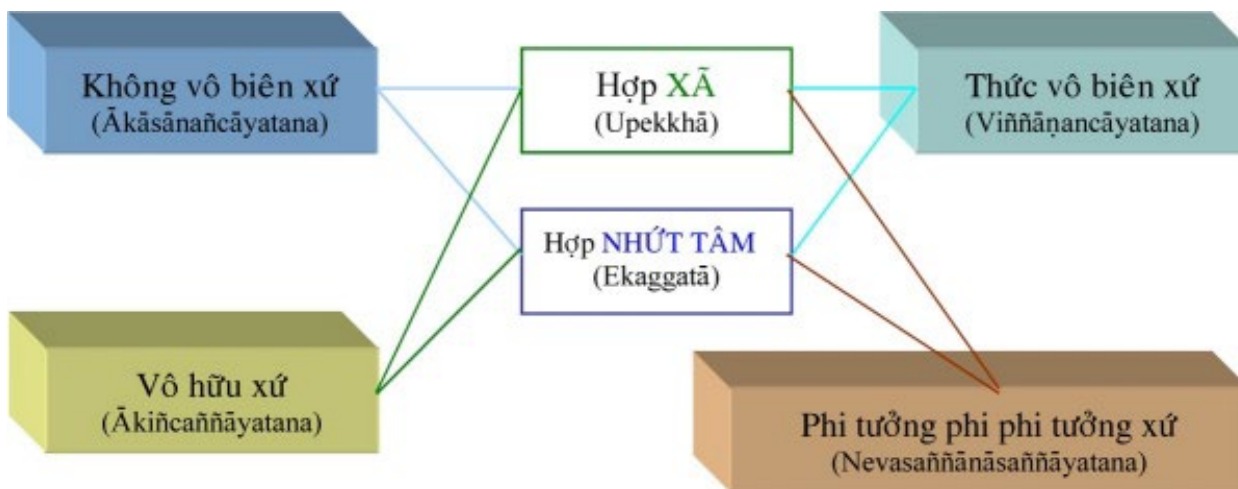 Không vô biên xứ
(Ākāsānañcāyatana)
Hợp XÃ
(Upekkhā)
Thức vô biên xứ
(Viññāṇancāyatana)
Hợp NHỨT TÂM
(Ekaggatā)
Vô hữu xứ
(Ākiñcaññāyatana)
Phi tưởng phi phi tưởng xứ
(Nevasaññānāsaññāyatana)